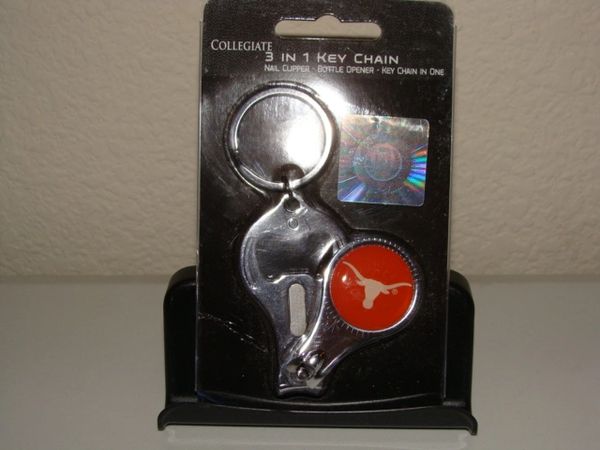 COLLEGIATE
3 IN 1 KEY CHAIN
NAIL CLIPPER - BOTTLE OPENER - KEY CHAIN IN ONE